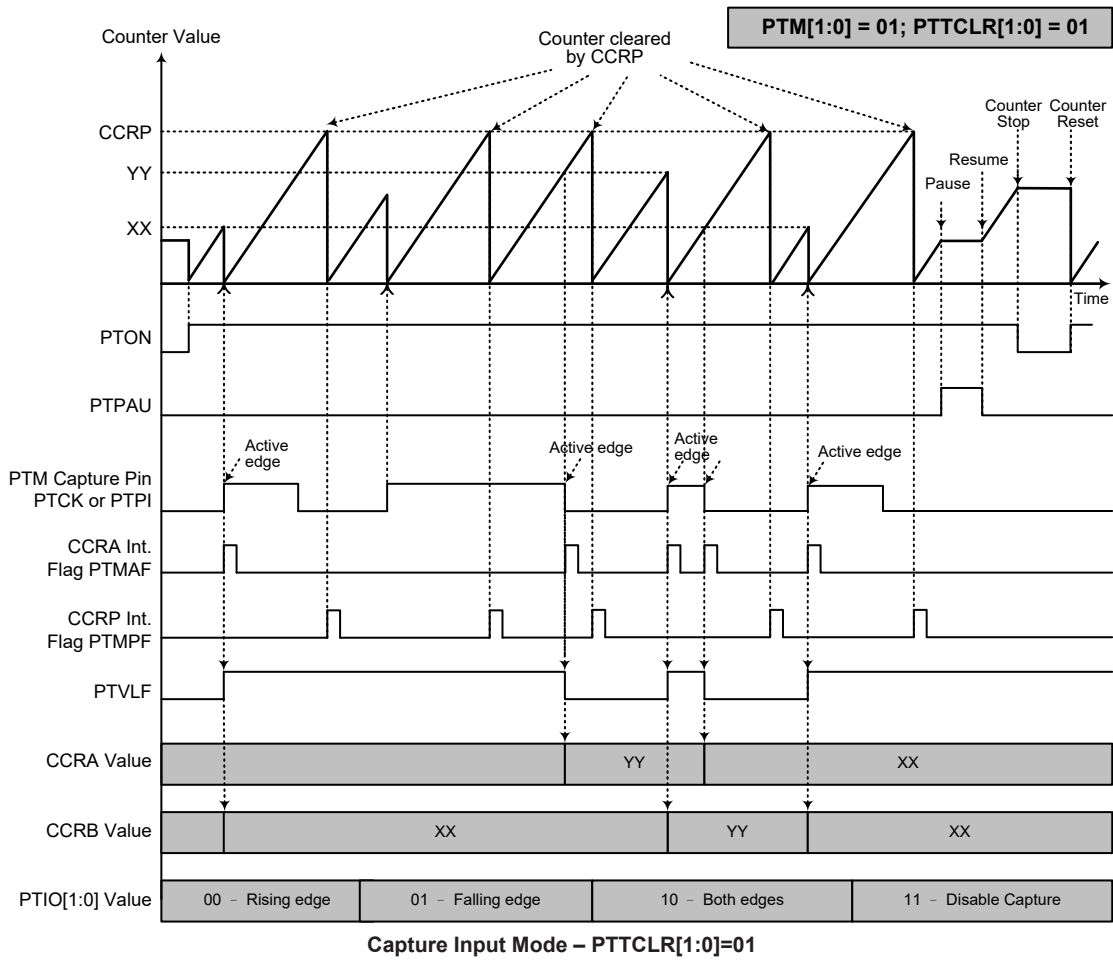 PTM[1:0] = 01; PTTCLR[1:0] = 01
Counter Value
Counter cleared
by CCRP
Counter
Stop
Counter
Reset
CCRP
YY
XX
Pause
Resume
Time
PTON
PTPAU
Active
edge
Active edge
Active
edge
Active edge
PTM Capture Pin
PTCK or PTPI
CCRA Int.
Flag PTMAF
CCRP Int.
Flag PTMPF
PTVLF
CCRA Value
YY
XX
CCRB Value
XX
YY
XX
PTIO[1:0] Value
00 – Rising edge
01 – Falling edge
10 – Both edges
11 – Disable Capture
Capture Input Mode – PTTCLR[1:0]=01